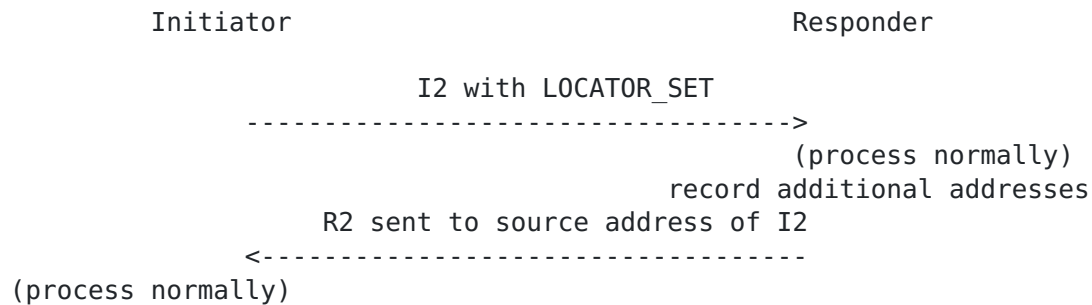 Initiator                                Responder
I2 with LOCATOR_SET
----------------------------------->
(process normally)
record additional addresses
R2 sent to source address of I2
<-----------------------------------
(process normally)